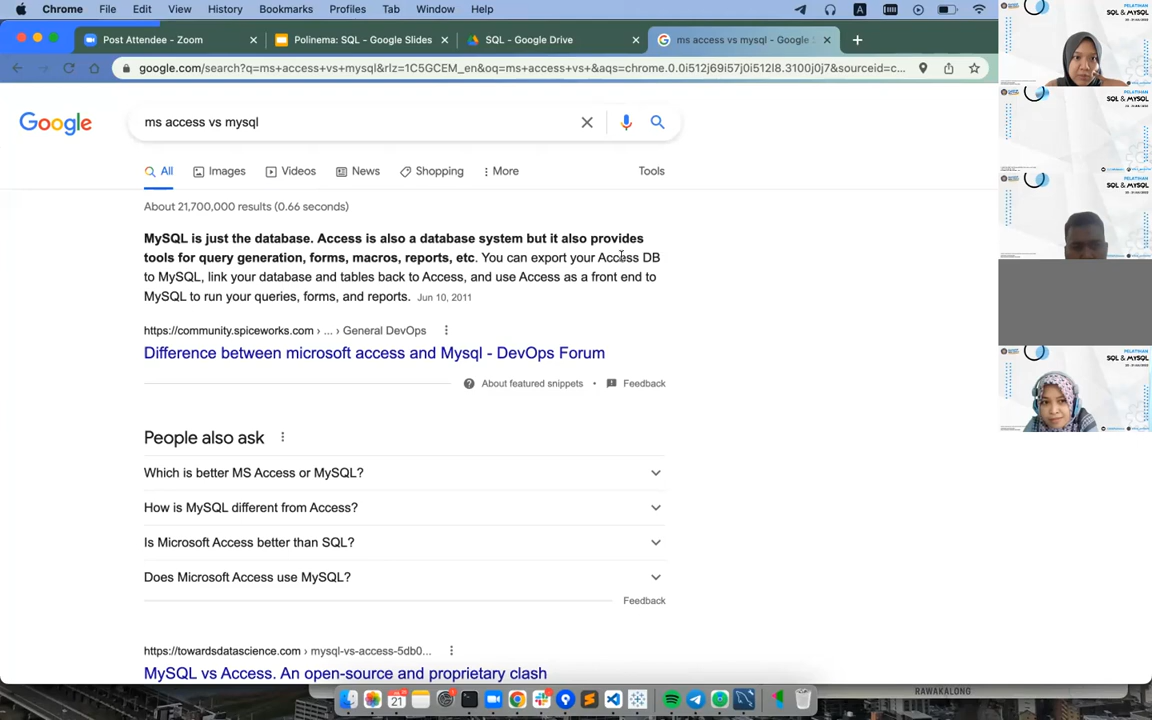 Chrome File Edit View History Bookmarks Profiles Tab Window Help
Post Attendee - Zoom
Polinema: SQL - Google Slides
SQL - Google Drive
ms access vs mysql - Google
google.com/search?q=ms+access+vs+mysql&rlz=1C5GCEM_en&oq=ms+access+vs+&aqs=chrome.0.0i512j69i57j0i512l8.3100j0j7&sourceid=c...
Google
ms access vs mysql
All Images Videos News Shopping More Tools
About 21,700,000 results (0.66 seconds)
MySQL is just the database. Access is also a database system but it also provides
tools for query generation, forms, macros, reports, etc. You can export your Access DB
to MySQL, link your database and tables back to Access, and use Access as a front end to
MySQL to run your queries, forms, and reports. Jun 10, 2011
https://community.spiceworks.com › ... › General DevOps
Difference between microsoft access and Mysql - DevOps Forum
About featured snippets • Feedback
People also ask
Which is better MS Access or MySQL?
How is MySQL different from Access?
Is Microsoft Access better than SQL?
Does Microsoft Access use MySQL?
Feedback
https://towardsdatascience.com › mysql-vs-access-5db0...
MySQL vs Access. An open-source and proprietary clash
PELATIHAN
SQL & MYSQL
PELATIHAN
SQL & MYSQL
PELATIHAN
SQL & MYSQL
PELATIHAN
SQL & MYSQL
21
RAWAKALONG